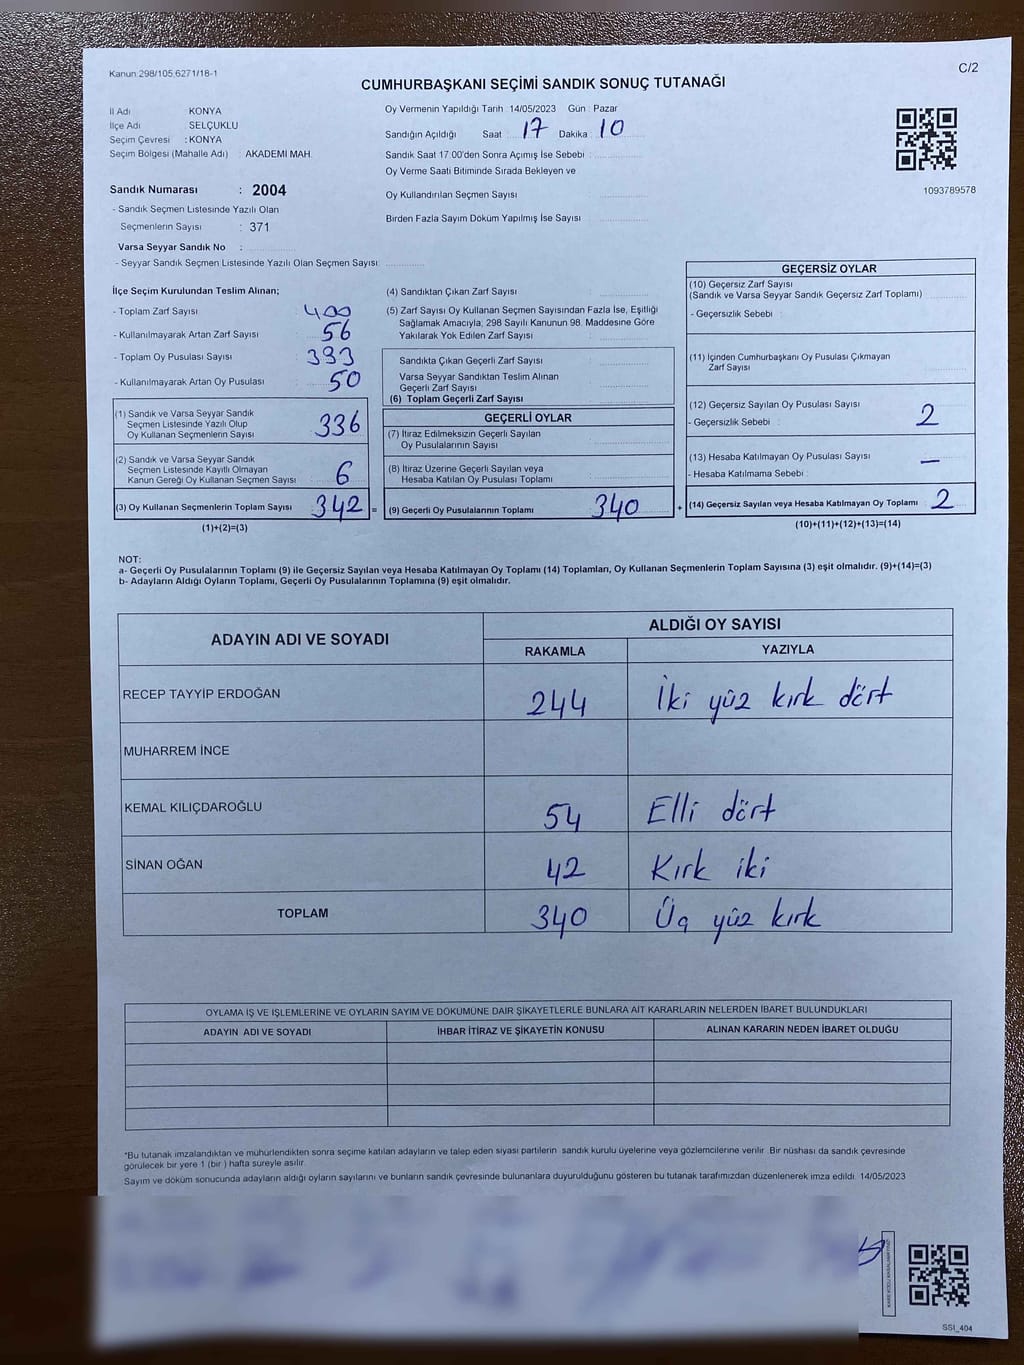 Kanun:298/105,6271/18-1
C/2
CUMHURBAŞKANI SEÇİMİ SANDIK SONUÇ TUTANAĞI
İl Adı : KONYA
İlçe Adı : SELÇUKLU
Seçim Çevresi : KONYA
Seçim Bölgesi (Mahalle Adı) : AKADEMİ MAH.
Oy Vermenin Yapıldığı Tarih 14/05/2023 Gün : Pazar
Sandığın Açıldığı Saat : 17 Dakika : 10
Sandık Saat 17:00'den Sonra Açımış İse Sebebi :
Oy Verme Saati Bitiminde Sırada Bekleyen ve
Oy Kullandırılan Seçmen Sayısı
Birden Fazla Sayım Döküm Yapılmış İse Sayısı
1093789578
Sandık Numarası : 2004
- Sandık Seçmen Listesinde Yazılı Olan
Seçmenlerin Sayısı : 371
Varsa Seyyar Sandık No :
- Seyyar Sandık Seçmen Listesinde Yazılı Olan Seçmen Sayısı:
İlçe Seçim Kurulundan Teslim Alınan;
- Toplam Zarf Sayısı 400
- Kullanılmayarak Artan Zarf Sayısı 56
- Toplam Oy Pusulası Sayısı 393
- Kullanılmayarak Artan Oy Pusulası 50
(1) Sandık ve Varsa Seyyar Sandık
Seçmen Listesinde Yazılı Olup
Oy Kullanan Seçmenlerin Sayısı 336
(2) Sandık ve Varsa Seyyar Sandık
Seçmen Listesinde Kayıtlı Olmayan
Kanun Gereği Oy Kullanan Seçmen Sayısı 6
(3) Oy Kullanan Seçmenlerin Toplam Sayısı 342 =
(1)+(2)=(3)
(4) Sandıktan Çıkan Zarf Sayısı
(5) Zarf Sayısı Oy Kullanan Seçmen Sayısından Fazla İse, Eşitliği
Sağlamak Amacıyla; 298 Sayılı Kanunun 98. Maddesine Göre
Yakılarak Yok Edilen Zarf Sayısı
Sandıkta Çıkan Geçerli Zarf Sayısı
Varsa Seyyar Sandıktan Teslim Alınan
Geçerli Zarf Sayısı
(6) Toplam Geçerli Zarf Sayısı
GEÇERLİ OYLAR
(7) İtiraz Edilmeksizin Geçerli Sayılan
Oy Pusulalarının Sayısı
(8) İtiraz Üzerine Geçerli Sayılan veya
Hesaba Katılan Oy Pusulası Toplamı
(9) Geçerli Oy Pusulalarının Toplamı 340 +
GEÇERSİZ OYLAR
(10) Geçersiz Zarf Sayısı
(Sandık ve Varsa Seyyar Sandık Geçersiz Zarf Toplamı)
- Geçersizlik Sebebi :
(11) İçinden Cumhurbaşkanı Oy Pusulası Çıkmayan
Zarf Sayısı
(12) Geçersiz Sayılan Oy Pusulası Sayısı 2
- Geçersizlik Sebebi :
(13) Hesaba Katılmayan Oy Pusulası Sayısı –
- Hesaba Katılmama Sebebi :
(14) Geçersiz Sayılan veya Hesaba Katılmayan Oy Toplamı 2
(10)+(11)+(12)+(13)=(14)
NOT:
a- Geçerli Oy Pusulalarının Toplamı (9) ile Geçersiz Sayılan veya Hesaba Katılmayan Oy Toplamı (14) Toplamları, Oy Kullanan Seçmenlerin Toplam Sayısına (3) eşit olmalıdır. (9)+(14)=(3)
b- Adayların Aldığı Oyların Toplamı, Geçerli Oy Pusulalarının Toplamına (9) eşit olmalıdır.
ADAYIN ADI VE SOYADI ALDIĞI OY SAYISI
RAKAMLA YAZIYLA
RECEP TAYYİP ERDOĞAN 244 İki yüz kırk dört
MUHARREM İNCE
KEMAL KILIÇDAROĞLU 54 Elli dört
SİNAN OĞAN 42 Kırk iki
TOPLAM 340 Üç yüz kırk
OYLAMA İŞ VE İŞLEMLERİNE VE OYLARIN SAYIM VE DÖKÜMÜNE DAİR ŞİKAYETLERLE BUNLARA AİT KARARLARIN NELERDEN İBARET BULUNDUKLARI
ADAYIN ADI VE SOYADI İHBAR İTİRAZ VE ŞİKAYETİN KONUSU ALINAN KARARIN NEDEN İBARET OLDUĞU
*Bu tutanak imzalandıktan ve mühürlendikten sonra seçime katılan adayların ve talep eden siyasi partilerin sandık kurulu üyelerine veya gözlemcilerine verilir. Bir nüshası da sandık çevresinde
görülecek bir yere 1 (bir ) hafta süreyle asılır.
Sayım ve döküm sonucunda adayların aldığı oyların sayılarını ve bunların sandık çevresinde bulunanlara duyurulduğunu gösteren bu tutanak tarafımızdan düzenlenerek imza edildi. 14/05/2023
SSI_404